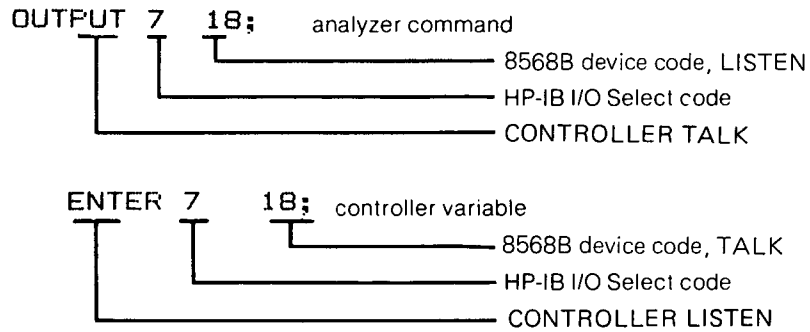 OUTPUT 7 18; analyzer command
8568B device code, LISTEN
HP-IB I/O Select code
CONTROLLER TALK
ENTER 7 18; controller variable
8568B device code, TALK
HP-IB I/O Select code
CONTROLLER LISTEN